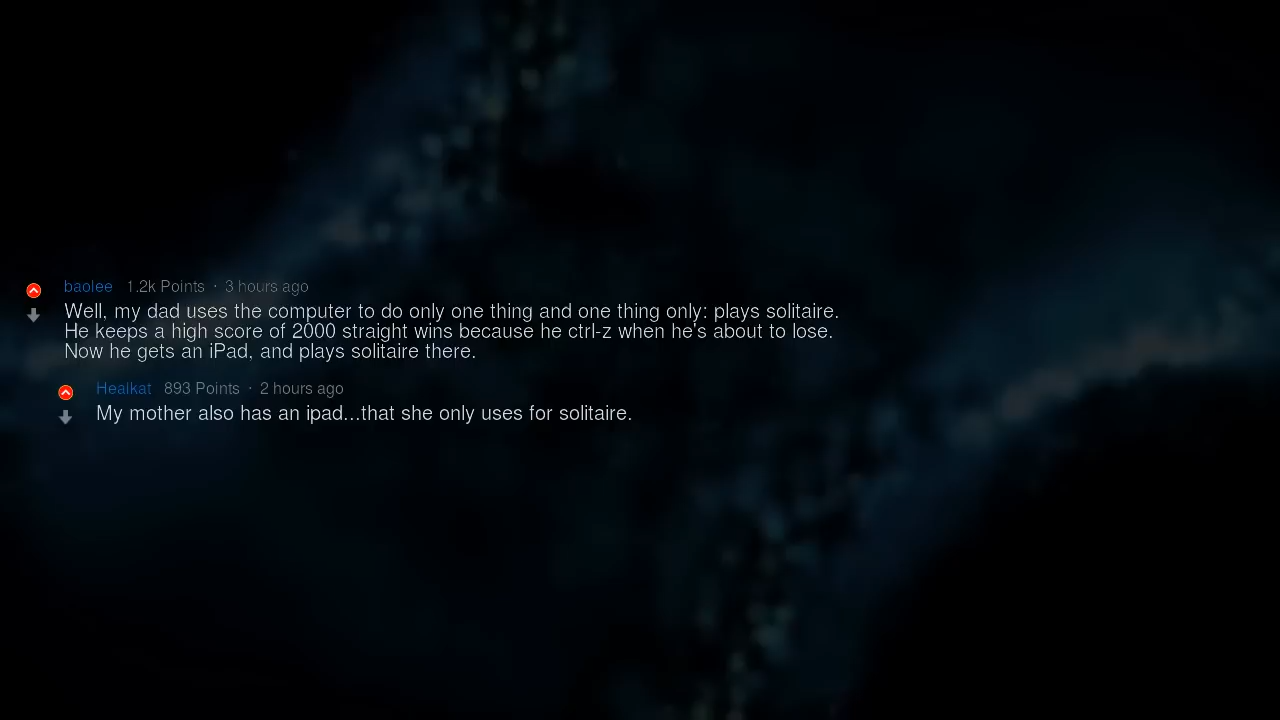 baolee 1.2k Points · 3 hours ago
Well, my dad uses the computer to do only one thing and one thing only: plays solitaire.
He keeps a high score of 2000 straight wins because he ctrl-z when he's about to lose.
Now he gets an iPad, and plays solitaire there.
Healkat 893 Points · 2 hours ago
My mother also has an ipad...that she only uses for solitaire.